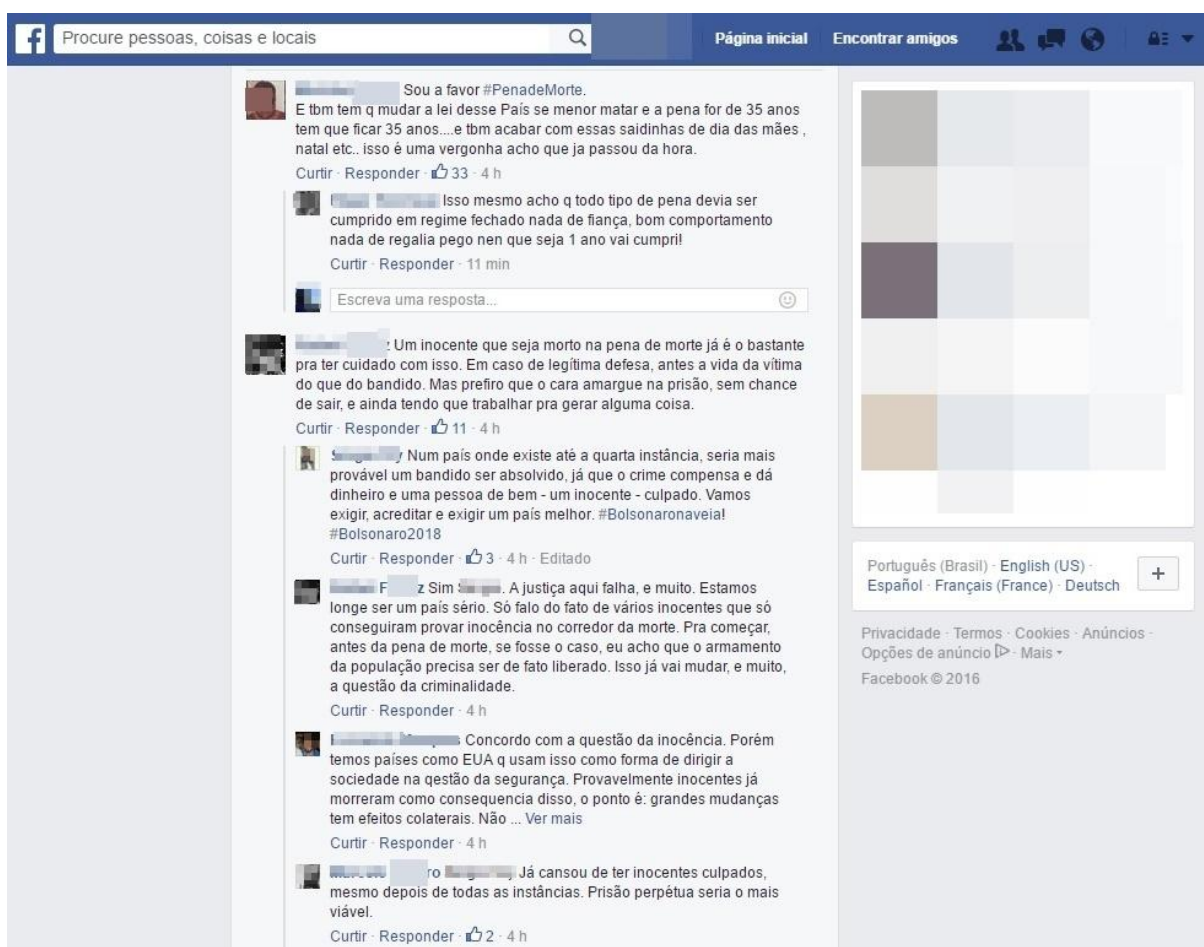 f
Procure pessoas, coisas e locais
Página inicial
Encontrar amigos
Sou a favor #PenadeMorte.
E tbm tem q mudar a lei desse País se menor matar e a pena for de 35 anos
tem que ficar 35 anos....e tbm acabar com essas saidinhas de dia das mães ,
natal etc.. isso é uma vergonha acho que ja passou da hora.
Curtir · Responder · 33 · 4 h
Isso mesmo acho q todo tipo de pena devia ser
cumprido em regime fechado nada de fiança, bom comportamento
nada de regalia pego nen que seja 1 ano vai cumpri!
Curtir · Responder · 11 min
Escreva uma resposta...
Um inocente que seja morto na pena de morte já é o bastante
pra ter cuidado com isso. Em caso de legítima defesa, antes a vida da vítima
do que do bandido. Mas prefiro que o cara amargue na prisão, sem chance
de sair, e ainda tendo que trabalhar pra gerar alguma coisa.
Curtir · Responder · 11 · 4 h
Num país onde existe até a quarta instância, seria mais
provável um bandido ser absolvido, já que o crime compensa e dá
dinheiro e uma pessoa de bem - um inocente - culpado. Vamos
exigir, acreditar e exigir um país melhor. #Bolsonaronaveia!
#Bolsonaro2018
Curtir · Responder · 3 · 4 h · Editado
Sim . A justiça aqui falha, e muito. Estamos
longe ser um país sério. Só falo do fato de vários inocentes que só
conseguiram provar inocência no corredor da morte. Pra começar,
antes da pena de morte, se fosse o caso, eu acho que o armamento
da população precisa ser de fato liberado. Isso já vai mudar, e muito,
a questão da criminalidade.
Curtir · Responder · 4 h
Concordo com a questão da inocência. Porém
temos países como EUA q usam isso como forma de dirigir a
sociedade na qestão da segurança. Provavelmente inocentes já
morreram como consequencia disso, o ponto é: grandes mudanças
tem efeitos colaterais. Não ... Ver mais
Curtir · Responder · 4 h
Já cansou de ter inocentes culpados,
mesmo depois de todas as instâncias. Prisão perpétua seria o mais
viável.
Curtir · Responder · 2 · 4 h
Português (Brasil) · English (US) ·
Español · Français (France) · Deutsch
Privacidade · Termos · Cookies · Anúncios ·
Opções de anúncio · Mais
Facebook © 2016